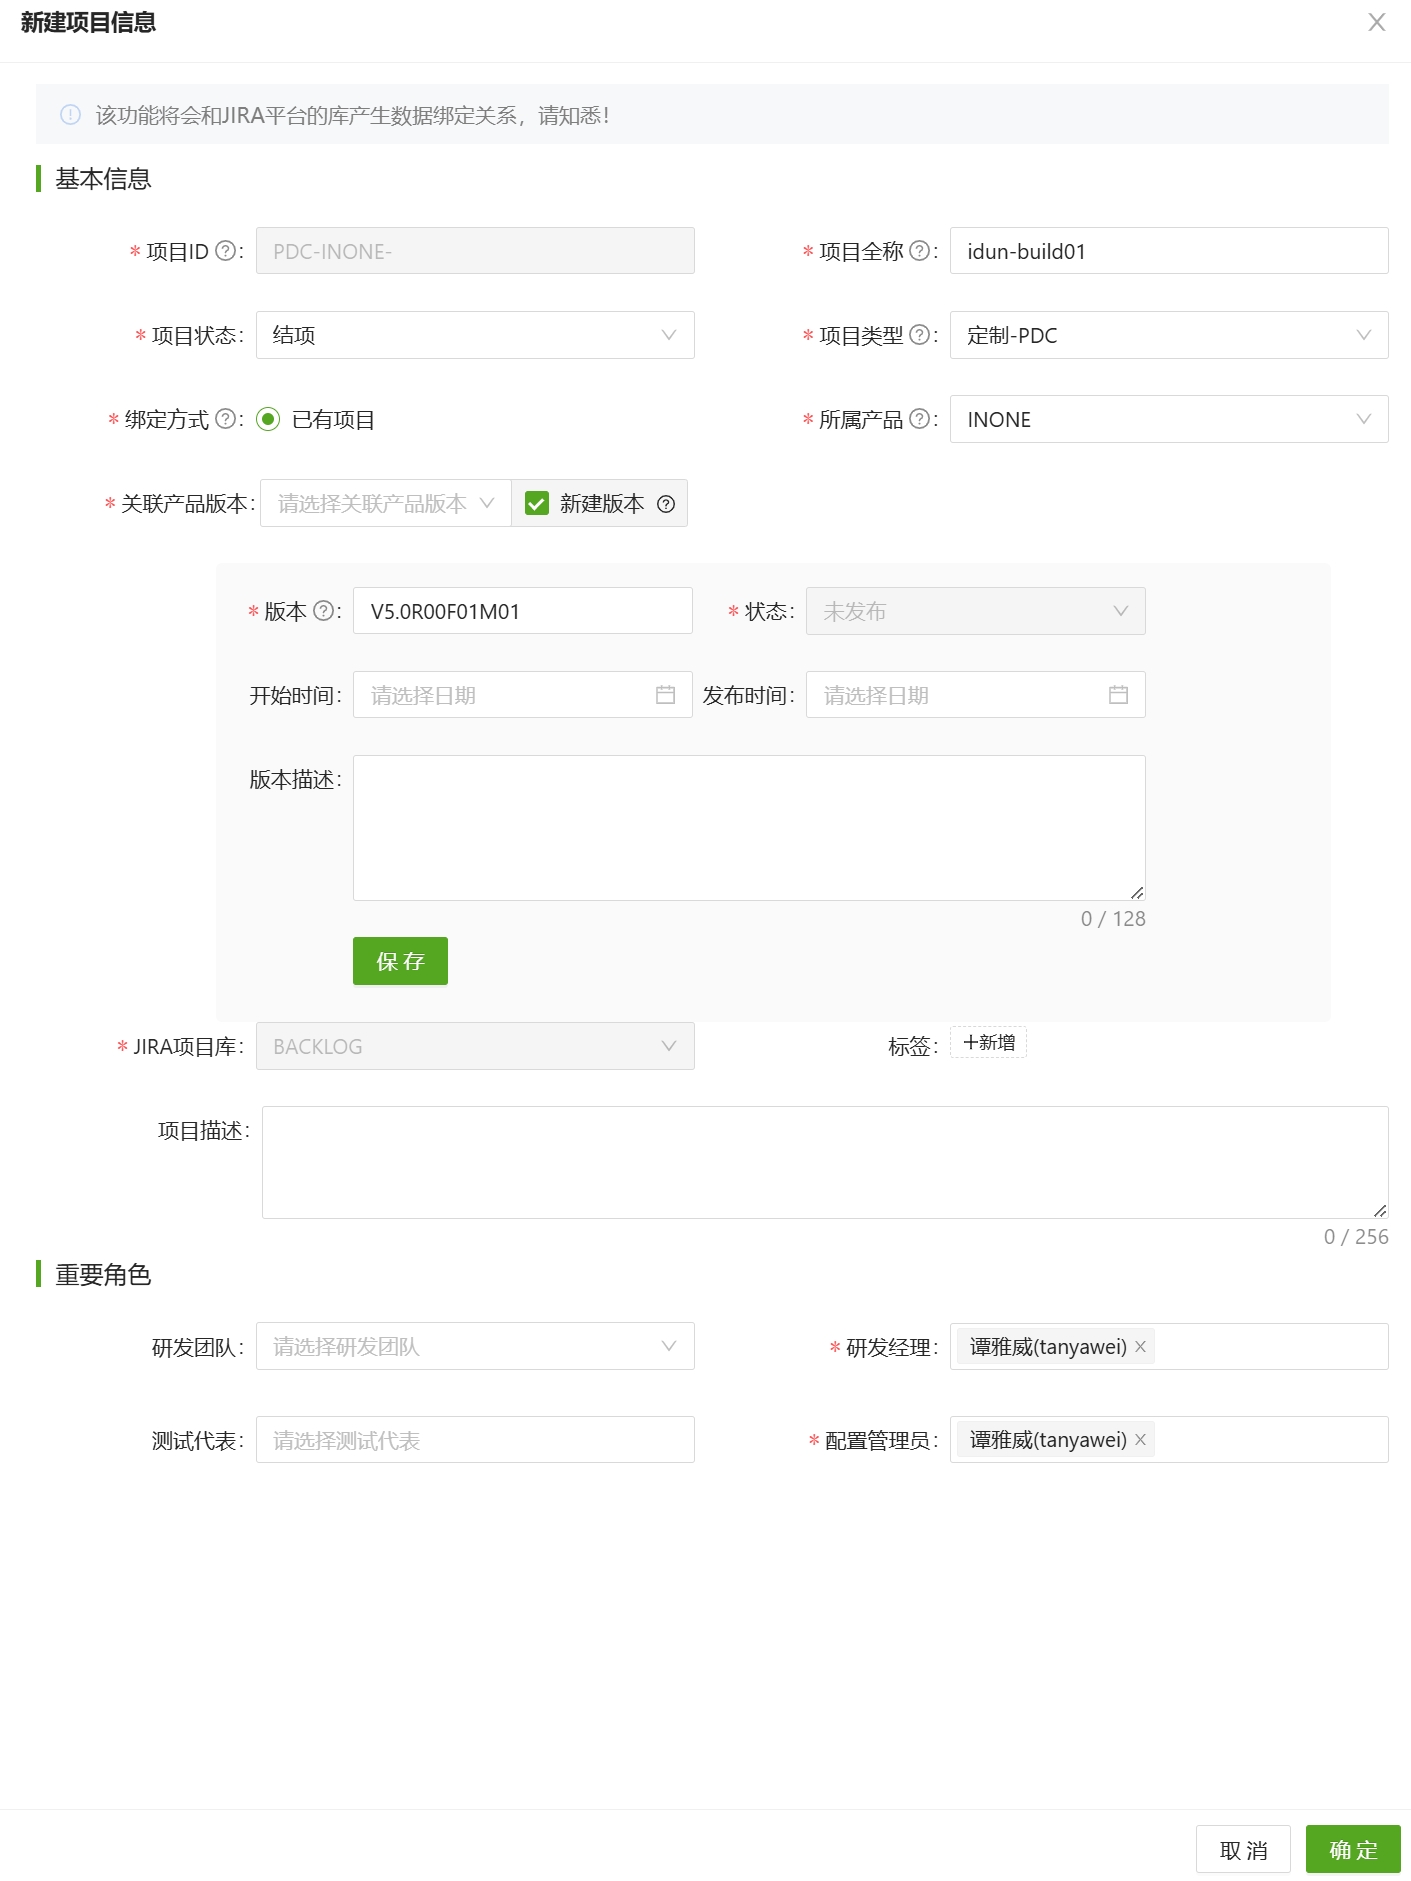 新建项目信息
该功能将会和JIRA平台的库产生数据绑定关系，请知悉！
基本信息
* 项目ID ? : PDC-INONE-
* 项目全称 ? : idun-build01
* 项目状态: 结项
* 项目类型 ? : 定制-PDC
* 绑定方式 ? : 已有项目
* 所属产品 ? : INONE
* 关联产品版本: 请选择关联产品版本 新建版本 ?
* 版本 ? : V5.0R00F01M01
* 状态: 未发布
开始时间: 请选择日期
发布时间: 请选择日期
版本描述:
0 / 128
保 存
* JIRA项目库: BACKLOG
标签: +新增
项目描述:
0 / 256
重要角色
研发团队: 请选择研发团队
* 研发经理: 谭雅威(tanyawei) ×
测试代表: 请选择测试代表
* 配置管理员: 谭雅威(tanyawei) ×
取 消
确 定